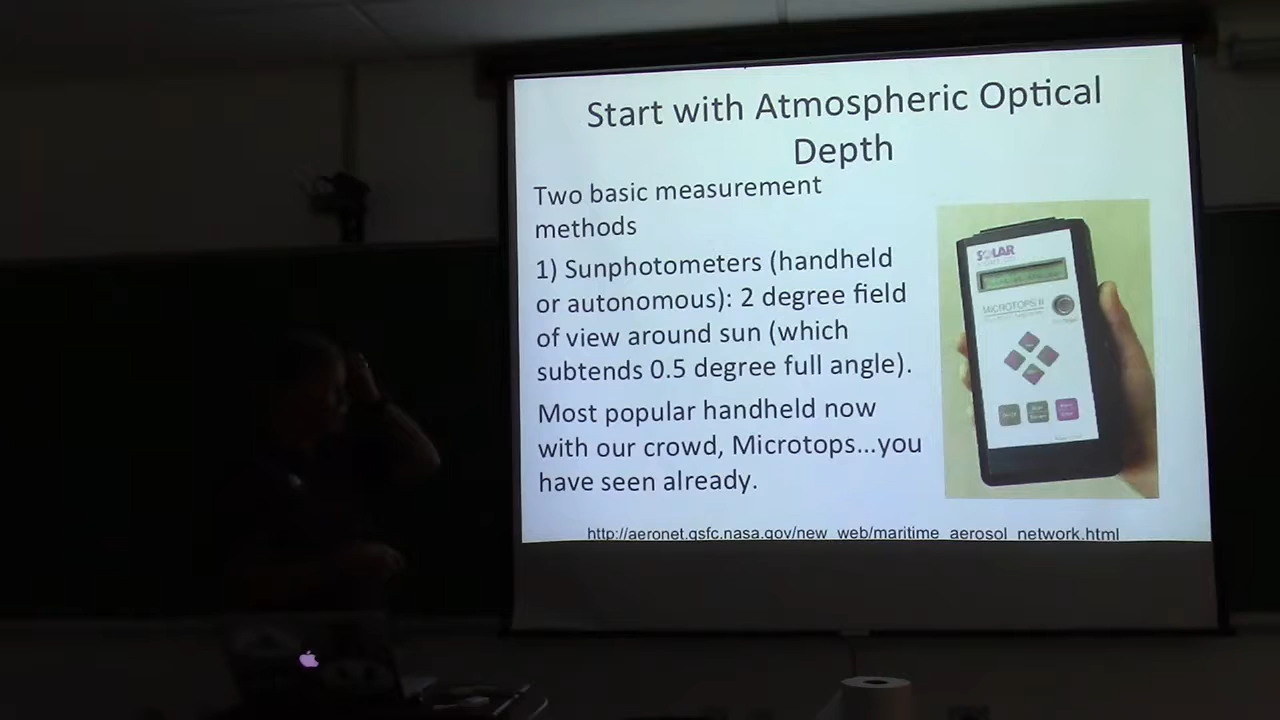 Start with Atmospheric Optical
Depth
Two basic measurement
methods
1) Sunphotometers (handheld
or autonomous): 2 degree field
of view around sun (which
subtends 0.5 degree full angle).
Most popular handheld now
with our crowd, Microtops...you
have seen already.
SOLAR
MICROTOPS II
http://aeronet.gsfc.nasa.gov/new_web/maritime_aerosol_network.html